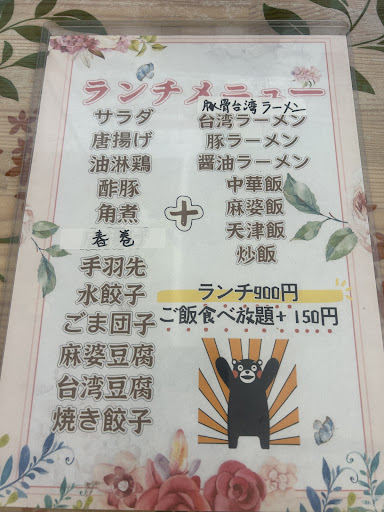 ランチメニュー
サラダ
唐揚げ
油淋鶏
酢豚
角煮
春巻
手羽先
水餃子
ごま団子
麻婆豆腐
台湾豆腐
焼き餃子
+
豚骨台湾ラーメン
台湾ラーメン
豚ラーメン
醤油ラーメン
中華飯
麻婆飯
天津飯
炒飯
ランチ900円
ご飯食べ放題+150円